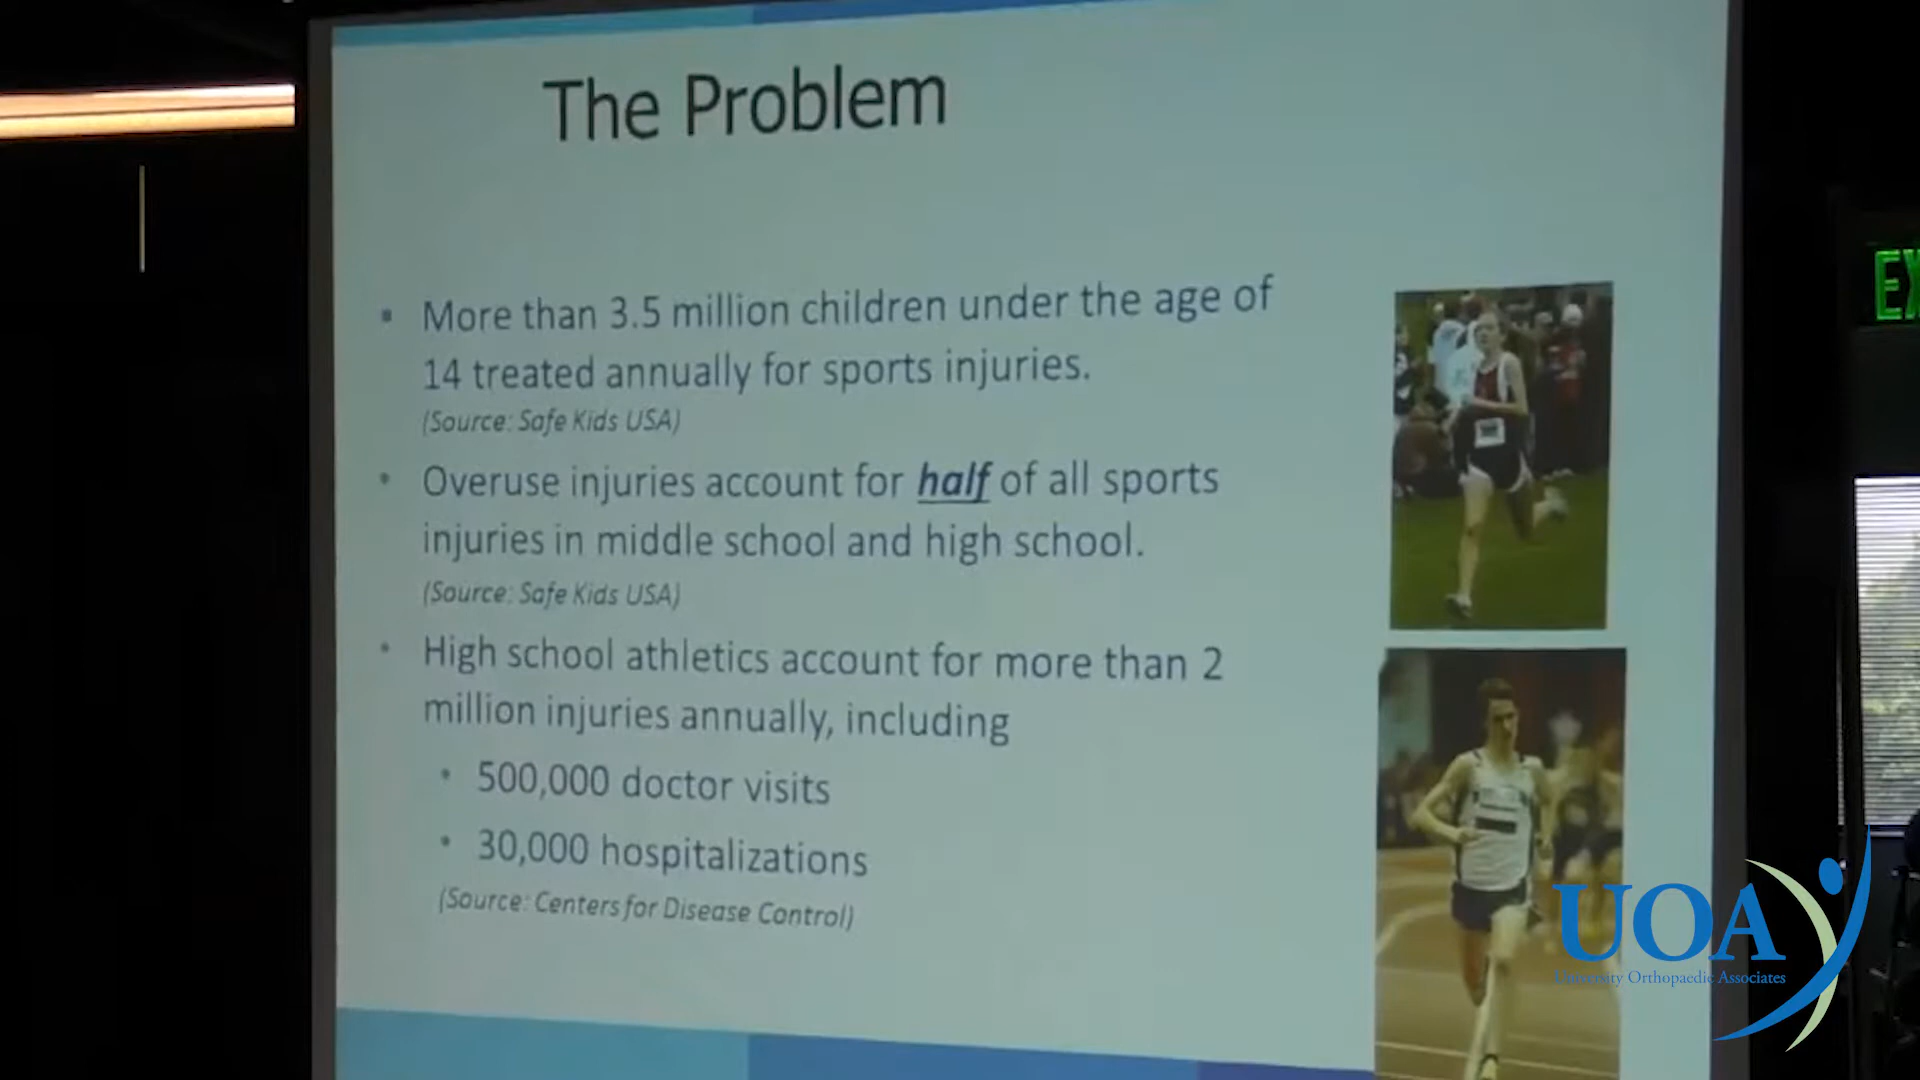 The Problem
• More than 3.5 million children under the age of
14 treated annually for sports injuries.
(Source: Safe Kids USA)
• Overuse injuries account for half of all sports
injuries in middle school and high school.
(Source: Safe Kids USA)
• High school athletics account for more than 2
million injuries annually, including
• 500,000 doctor visits
• 30,000 hospitalizations
(Source: Centers for Disease Control)
EX
UOA
University Orthopaedic Associates